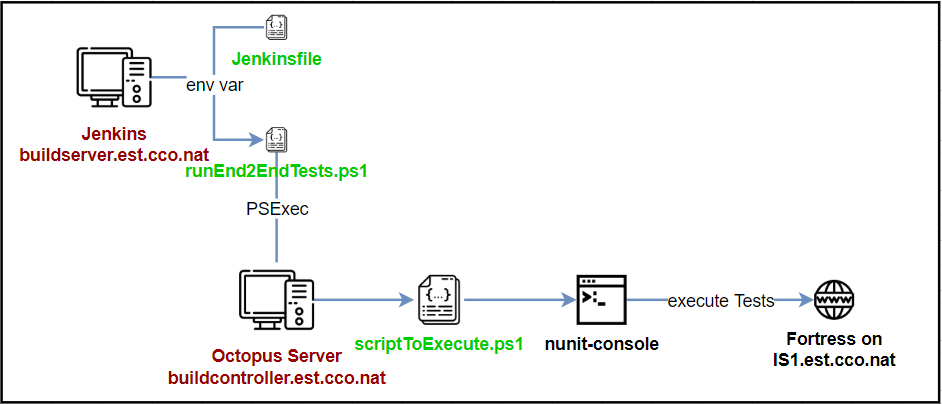 Jenkinsfile
env var
Jenkins
buildserver.est.cco.nat
runEnd2EndTests.ps1
PSExec
Octopus Server
buildcontroller.est.cco.nat
{...}
scriptToExecute.ps1
>:_
nunit-console
execute Tests
WWW
Fortress on
IS1.est.cco.nat